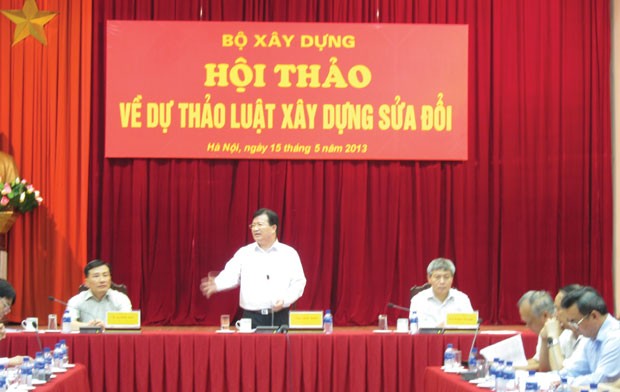 BỘ XÂY DỰNG
HỘI THẢO
VỀ DỰ THẢO LUẬT XÂY DỰNG SỬA ĐỔI
Hà Nội, ngày 15 tháng 5 năm 2013